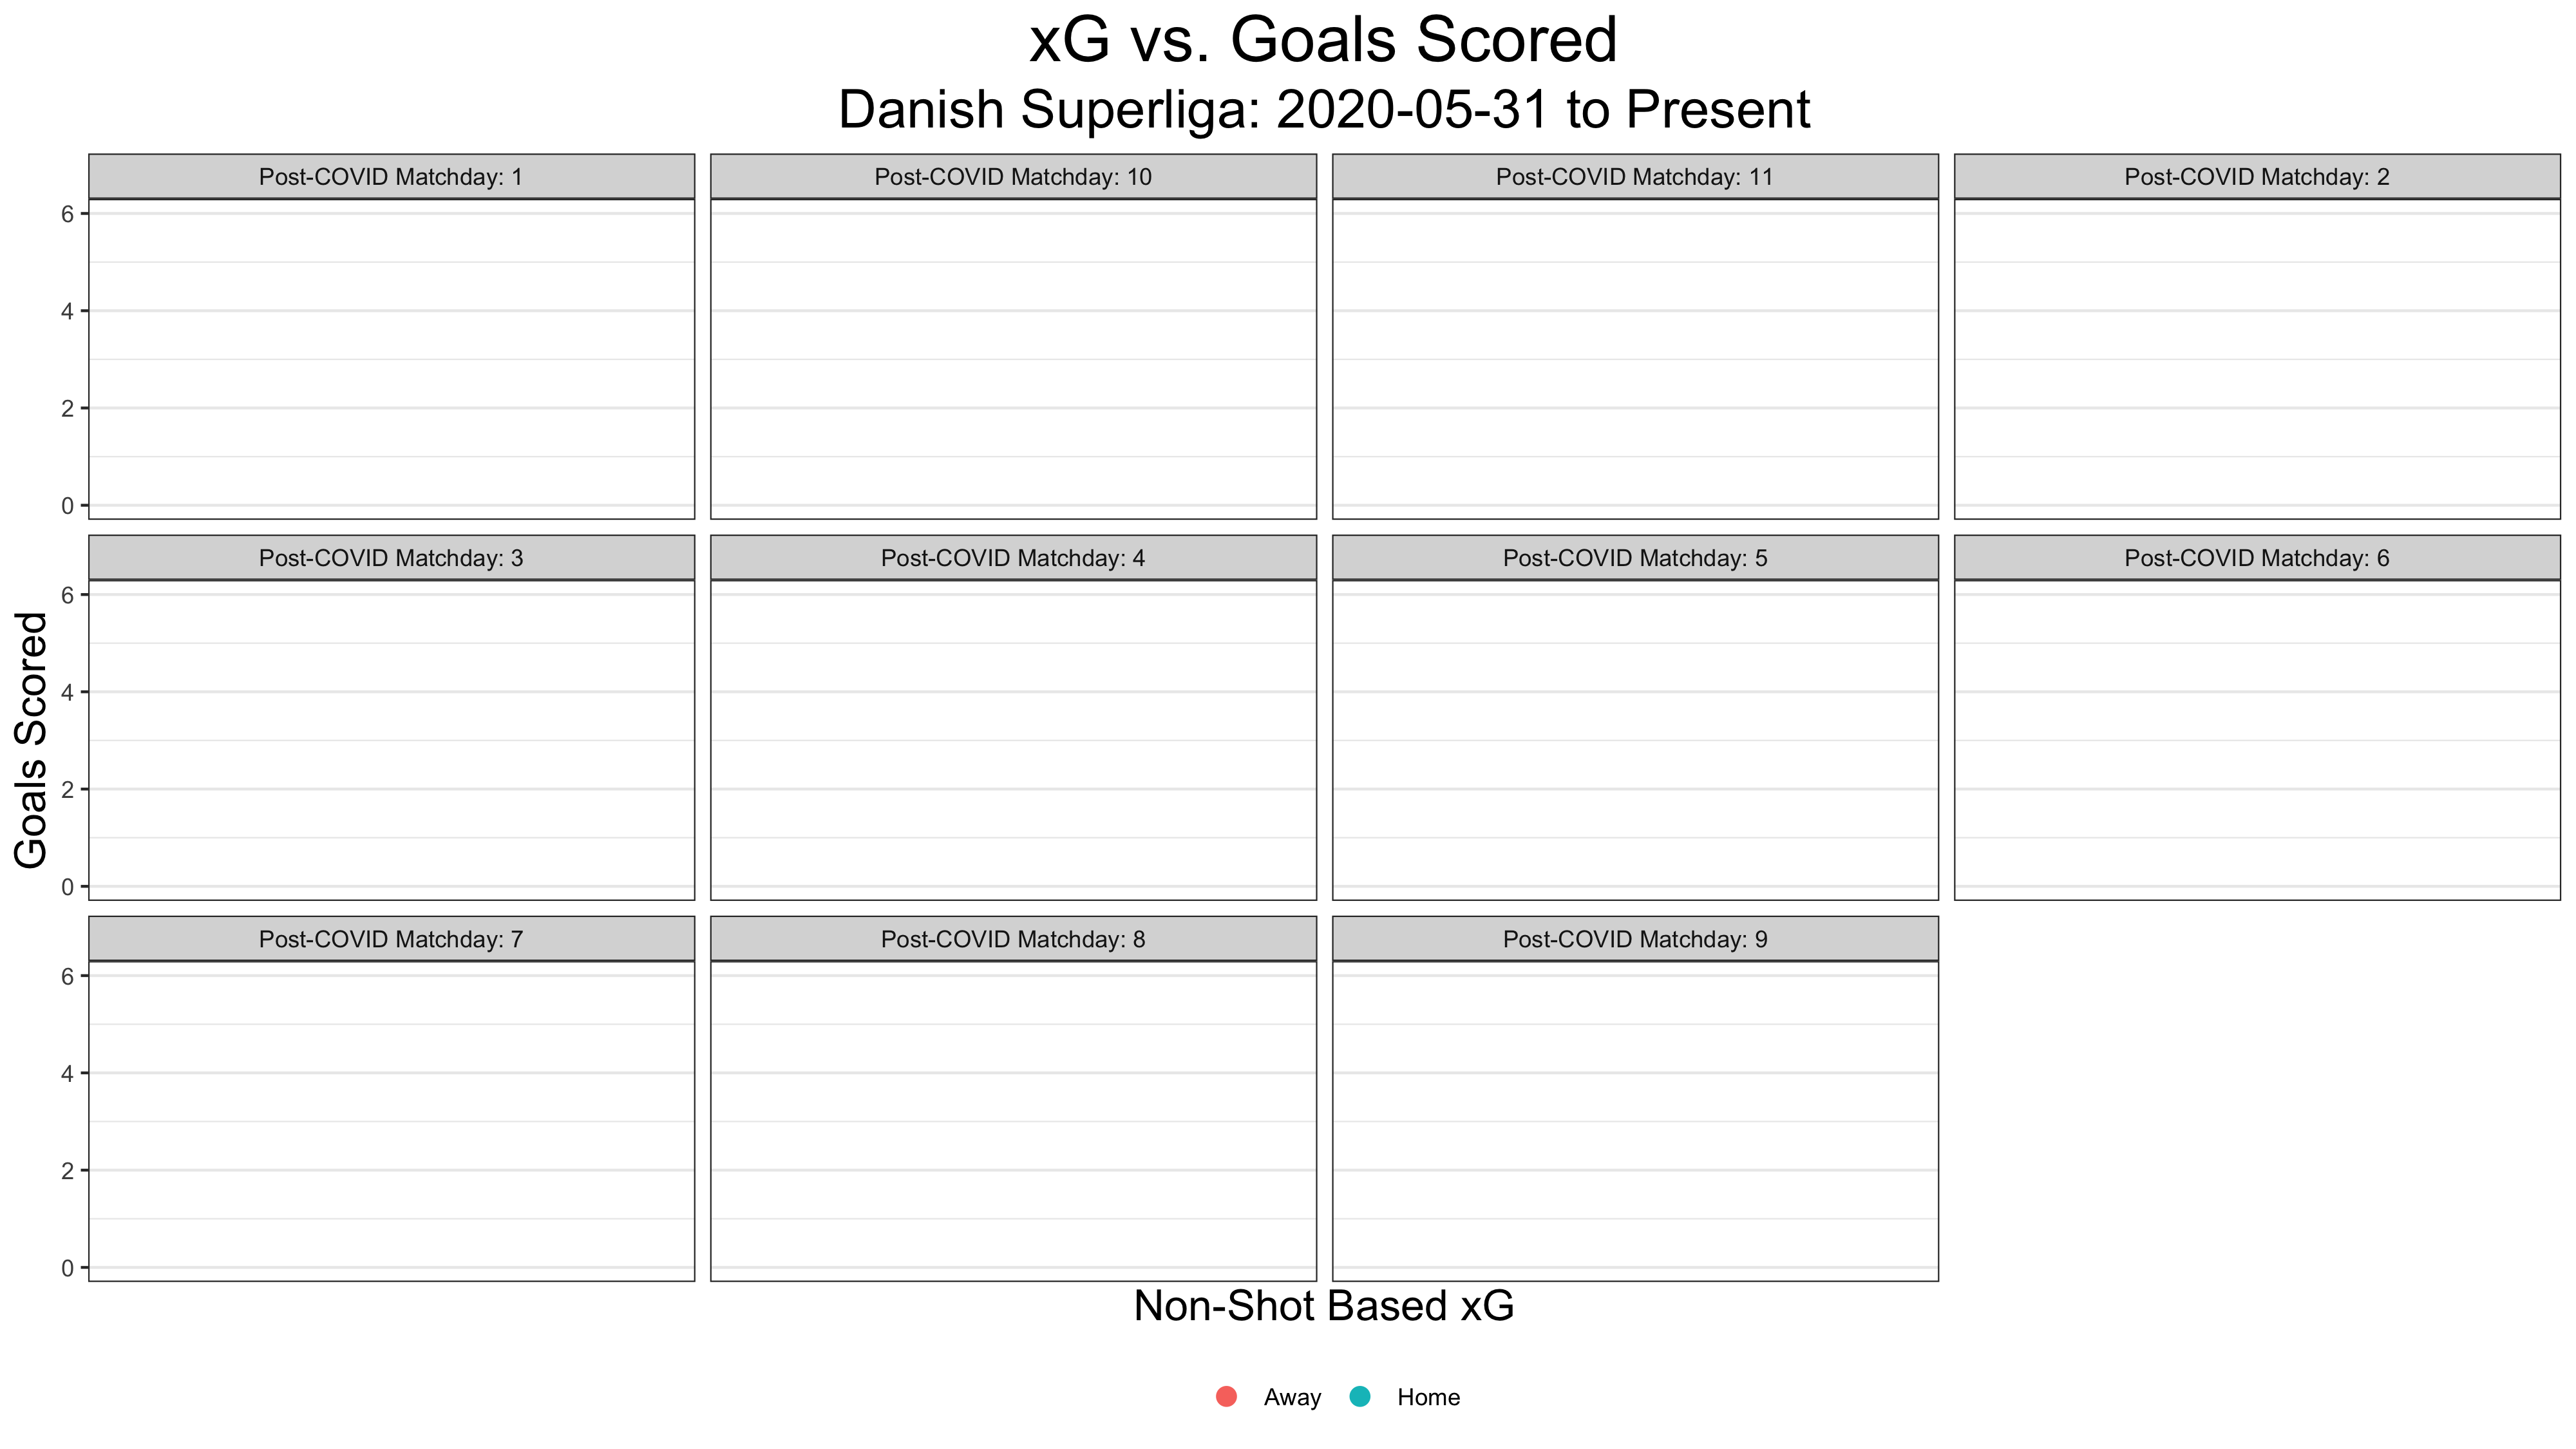 xG vs. Goals Scored
Danish Superliga: 2020-05-31 to Present
Post-COVID Matchday: 1
Post-COVID Matchday: 10
Post-COVID Matchday: 11
Post-COVID Matchday: 2
6
4
2
0
Post-COVID Matchday: 3
Post-COVID Matchday: 4
Post-COVID Matchday: 5
Post-COVID Matchday: 6
6
4
2
0
Goals Scored
Post-COVID Matchday: 7
Post-COVID Matchday: 8
Post-COVID Matchday: 9
6
4
2
0
Non-Shot Based xG
Away
Home